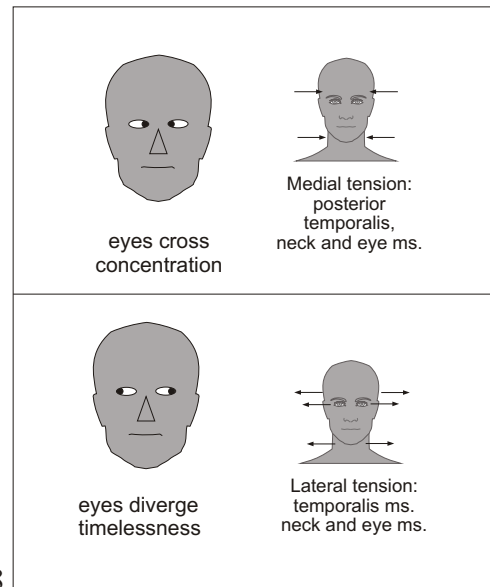 eyes cross
concentration
Medial tension:
posterior
temporalis,
neck and eye ms.
eyes diverge
timelessness
Lateral tension:
temporalis ms.
neck and eye ms.